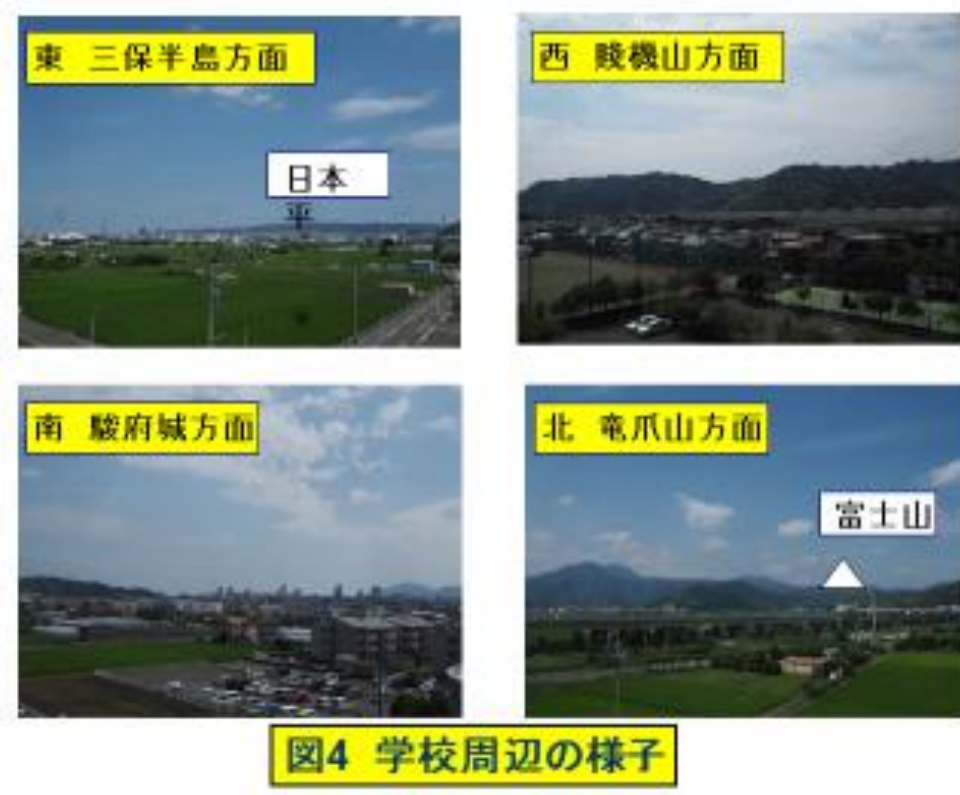 東 三保半島方面
日本
平
西 賤機山方面
南 駿府城方面
北 竜爪山方面
富士山
図4 学校周辺の様子